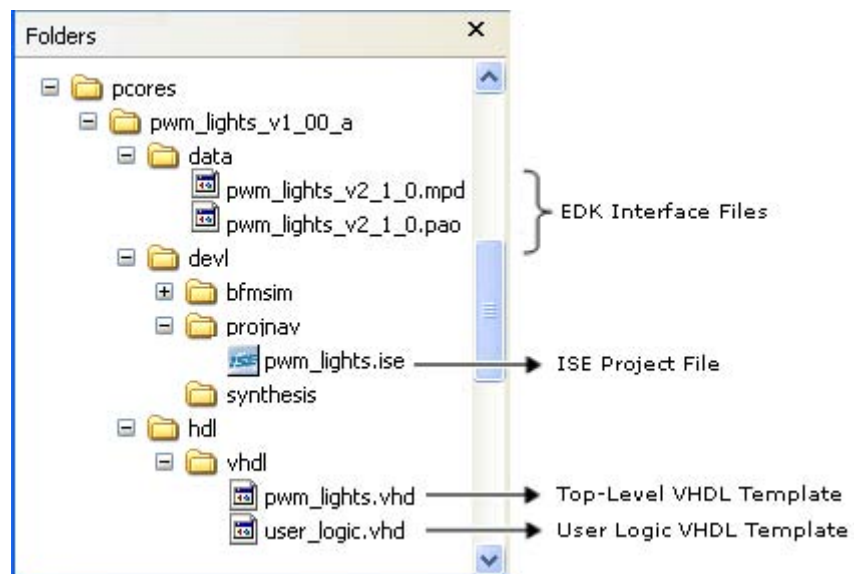 Folders
pcores
pwm_lights_v1_00_a
data
pwm_lights_v2_1_0.mpd
pwm_lights_v2_1_0.pao
EDK Interface Files
devl
bfmsim
projnav
pwm_lights.ise
ISE Project File
synthesis
hdl
vhdl
pwm_lights.vhd
Top-Level VHDL Template
user_logic.vhd
User Logic VHDL Template